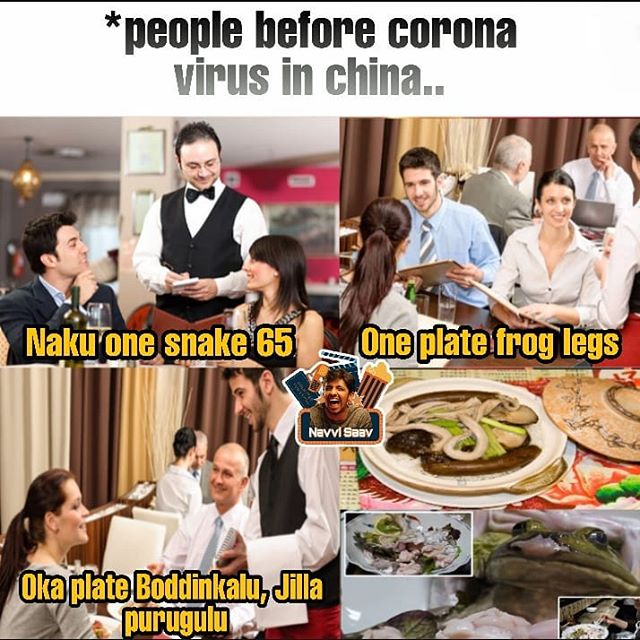 *people before corona
virus in china..
Naku one snake 65
One plate frog legs
Navvi Saav
Oka plate Boddinkalu, Jilla
purugulu